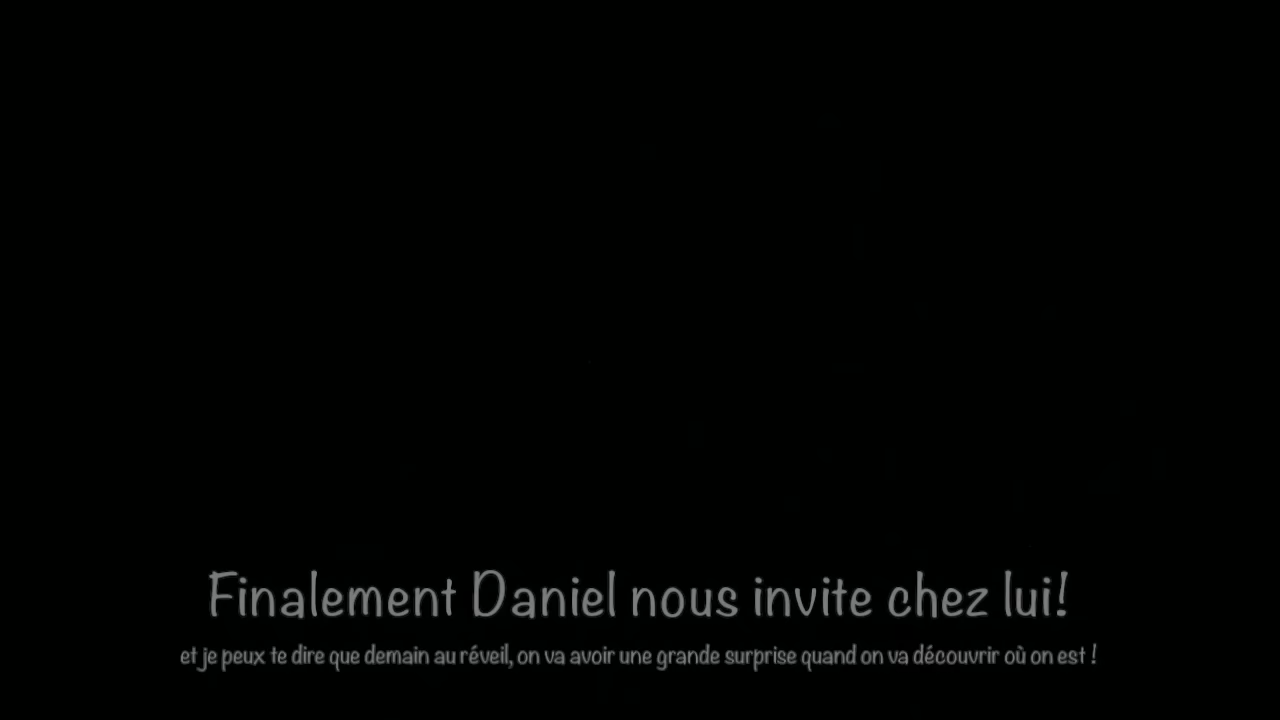 Finalement Daniel nous invite chez lui!
et je peux te dire que demain au réveil, on va avoir une grande surprise quand on va découvrir où on est !